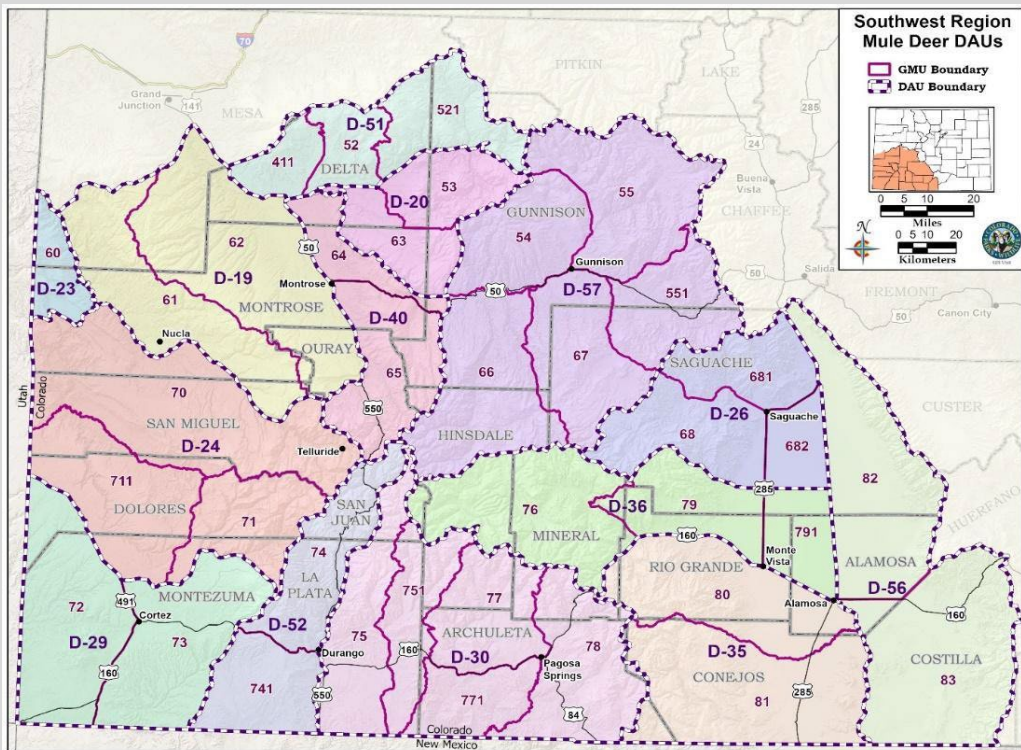 Southwest Region
Mule Deer DAUs
GMU Boundary
DAU Boundary
0 5 10 20
Miles
0 5 10 20
Kilometers
N
70
PITKIN
LAKE
Grand
Junction
141
MESA
285
24
Buena
Vista
CHAFFEE
50
Salida
FREMONT
50
Canon City
CUSTER
HUERFANO
D-51
521
52
411
DELTA
53
D-20
63
55
GUNNISON
54
Gunnison
50
D-57
551
60
D-23
62
50
64
D-19
MONTROSE
Montrose
61
Nucla
D-40
OURAY
65
66
67
SAGUACHE
681
D-26
Saguache
68
682
82
Utah
Colorado
70
SAN MIGUEL
D-24
Telluride
550
HINSDALE
711
DOLORES
71
SAN
JUAN
76
D-36
MINERAL
79
285
160
791
Monte
Vista
ALAMOSA
D-56
160
74
LA
PLATA
MONTEZUMA
72
491
Cortez
D-29
73
160
D-52
Durango
741
550
75
751
160
77
ARCHULETA
D-30
Pagosa
Springs
78
771
84
RIO GRANDE
80
Alamosa
D-35
CONEJOS
81
285
COSTILLA
83
Colorado
New Mexico